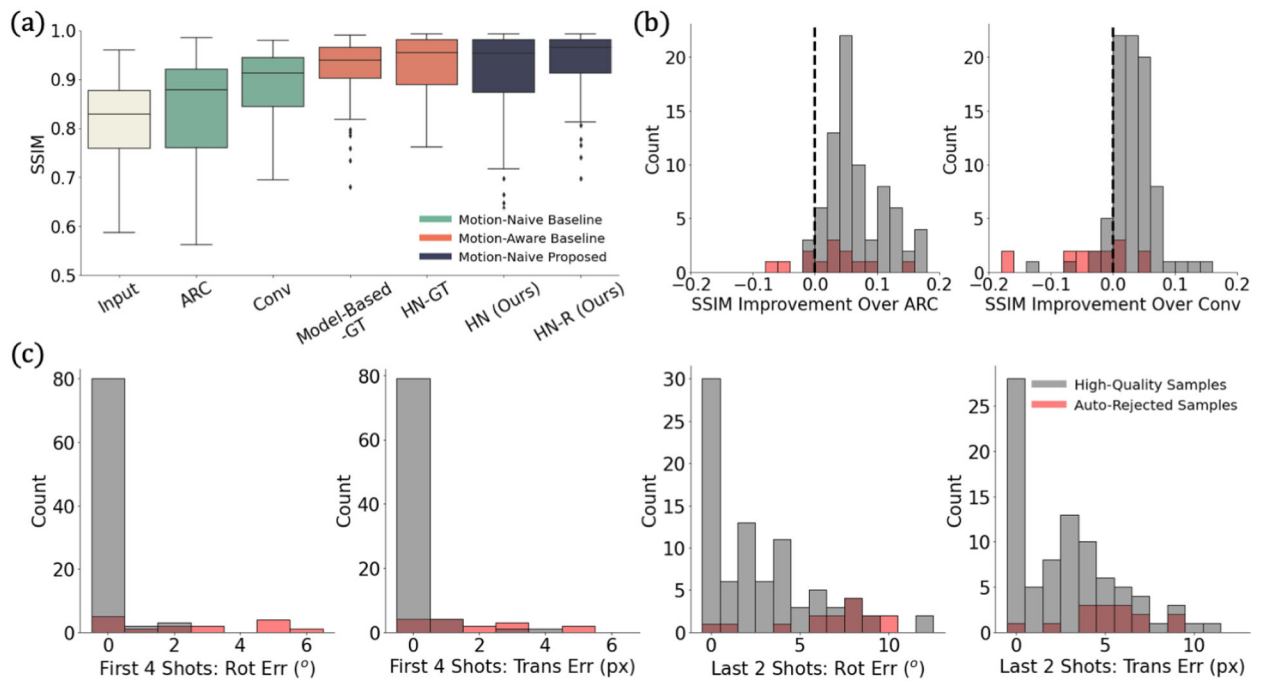 (a)
1.0
0.9
0.8
0.7
0.6
0.5
SSIM
Motion-Naive Baseline
Motion-Aware Baseline
Motion-Naive Proposed
Input
ARC
Conv
Model-Based
-GT
HN-GT
HN (Ours)
HN-R (Ours)
(b)
20
15
10
5
0
Count
−0.2 −0.1 0.0 0.1 0.2
SSIM Improvement Over ARC
20
15
10
5
0
Count
−0.2 −0.1 0.0 0.1 0.2
SSIM Improvement Over Conv
(c)
80
60
40
20
0
Count
0 2 4 6
First 4 Shots: Rot Err (o)
80
60
40
20
0
Count
0 2 4 6
First 4 Shots: Trans Err (px)
30
25
20
15
10
5
0
Count
0 5 10
Last 2 Shots: Rot Err (o)
25
20
15
10
5
0
Count
High-Quality Samples
Auto-Rejected Samples
0 5 10
Last 2 Shots: Trans Err (px)